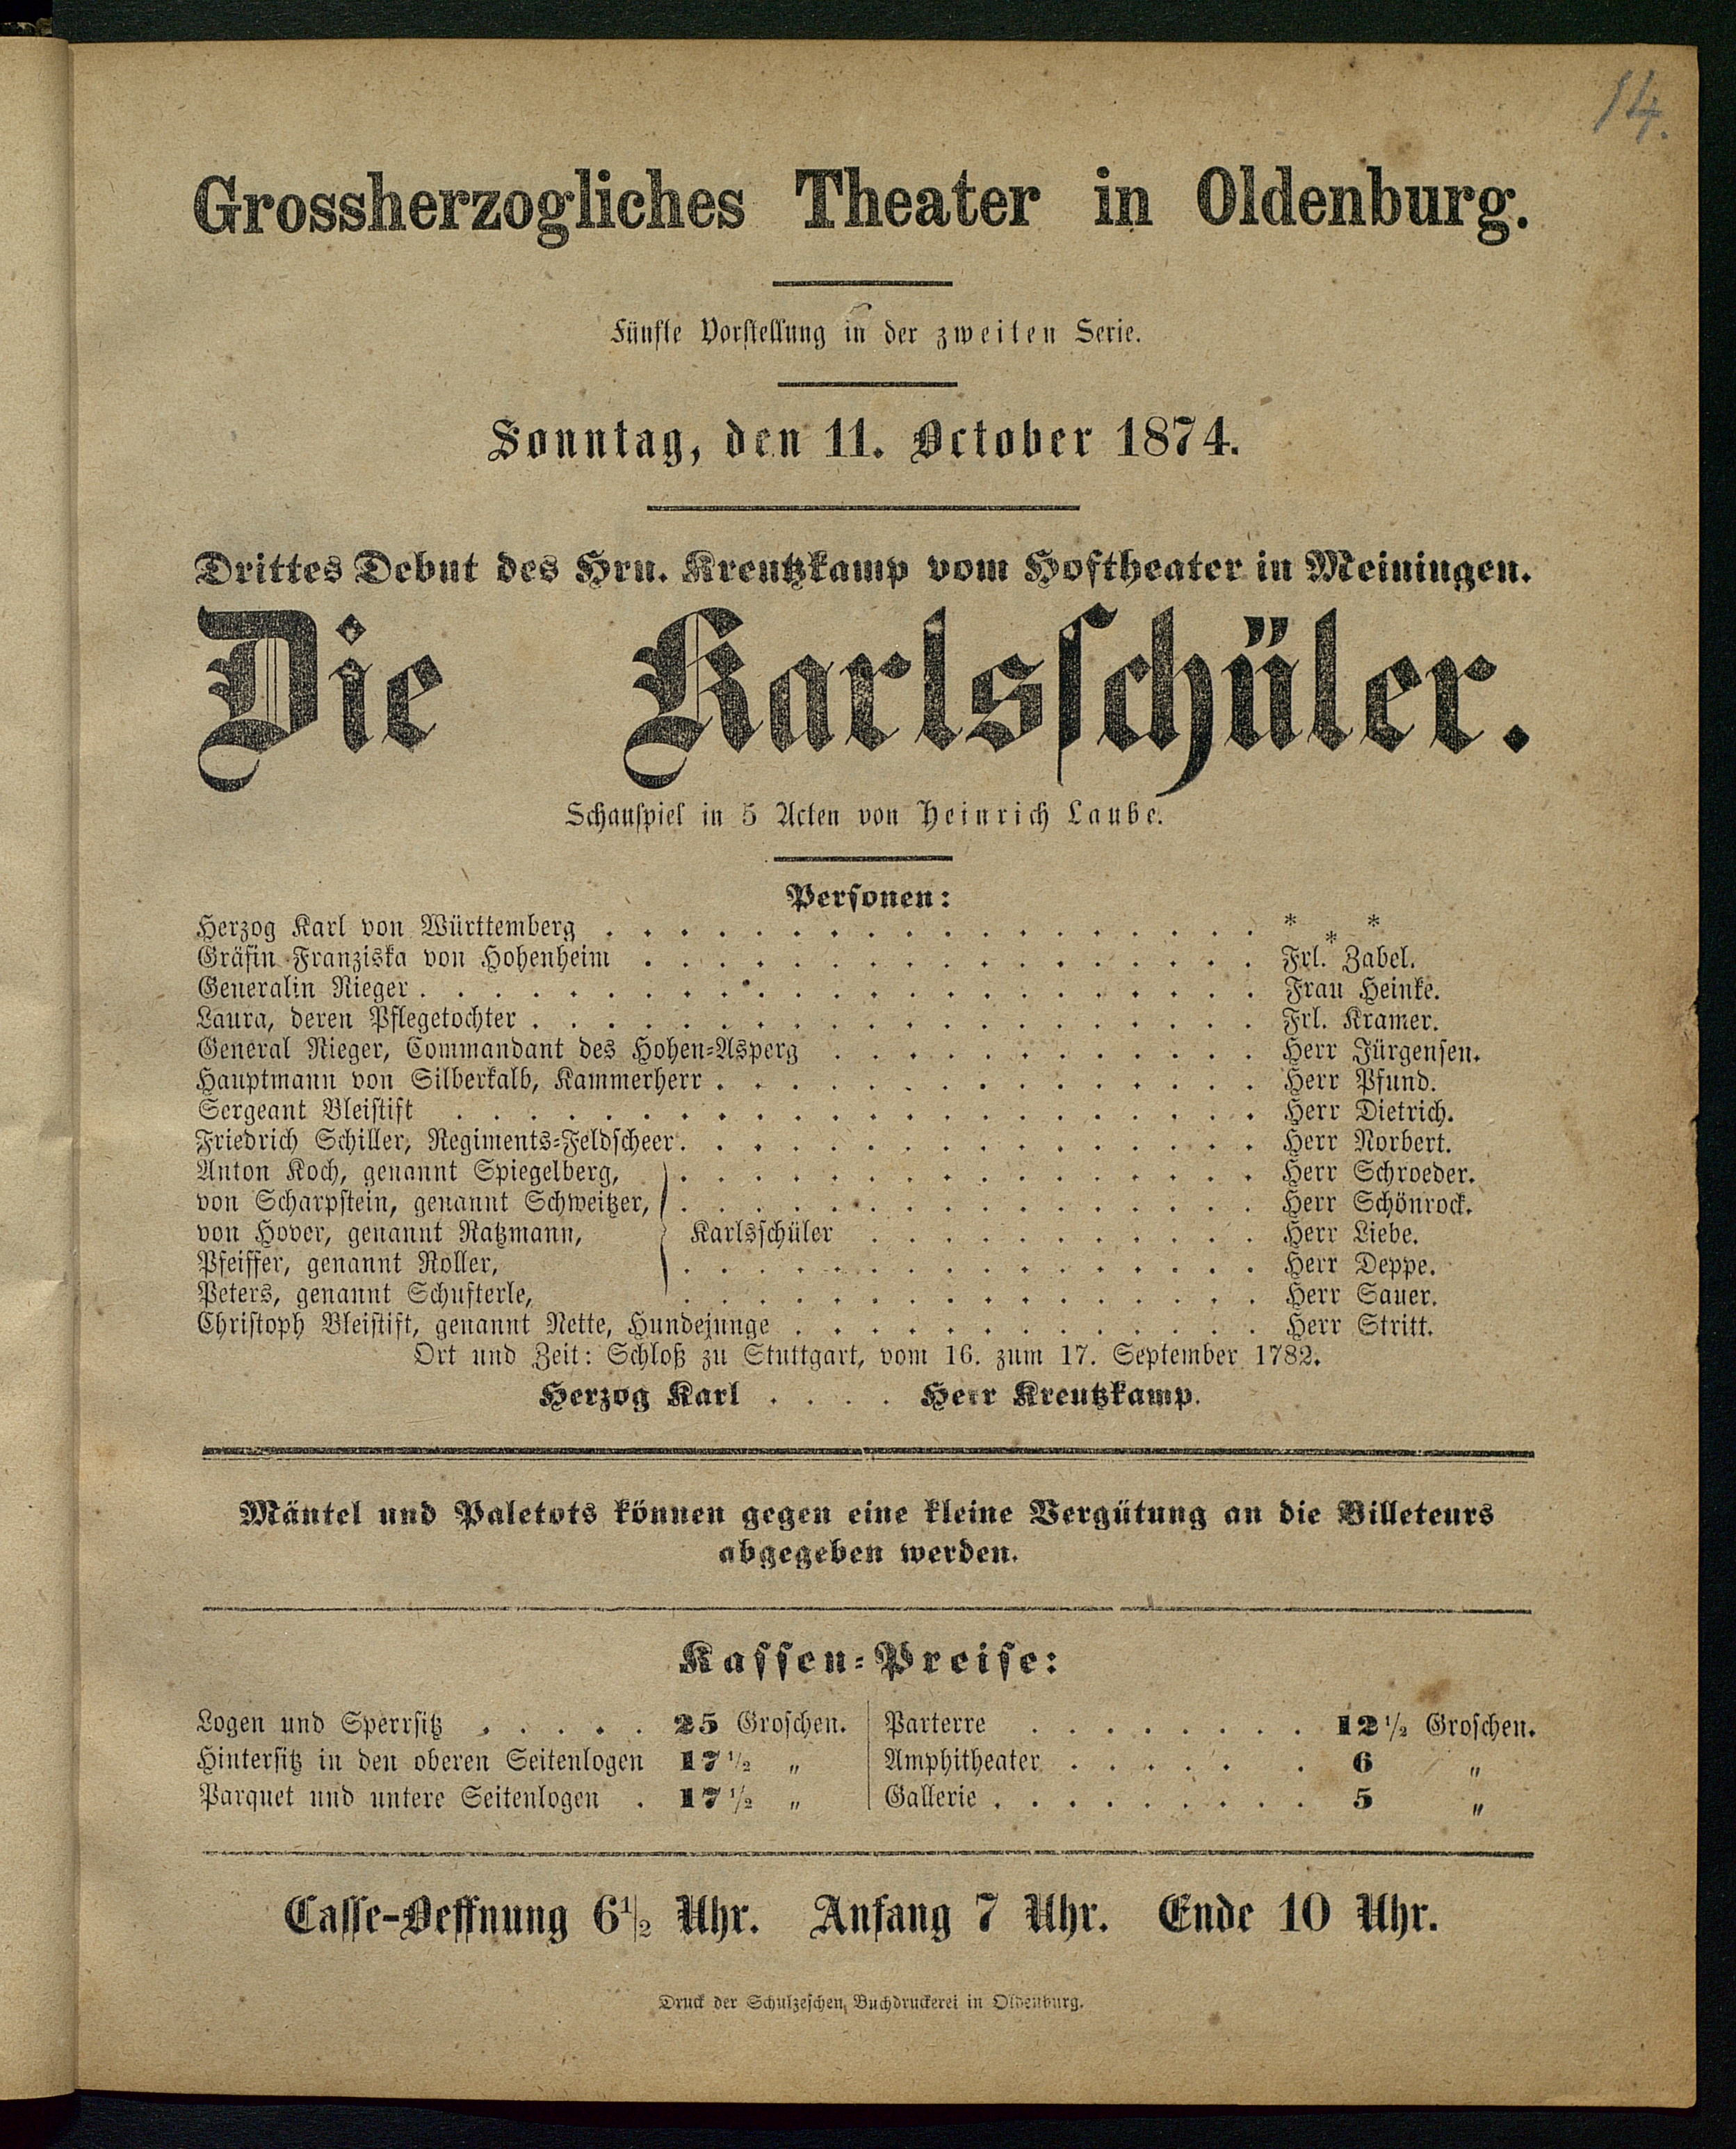 14.
Grossherzogliches Theater in Oldenburg.
Fünfte Vorstellung in der zweiten Serie.
Sonntag, den 11. October 1874.
Drittes Debut des Hrn. Kreutzkamp vom Hoftheater in Meiningen.
Die Karlsschüler.
Schauspiel in 5 Acten von Heinrich Laube.
Personen:
Herzog Karl von Württemberg . . . . . . . . . . . . . . . . . . * * *
Gräfin Franziska von Hohenheim . . . . . . . . . . . . . . . . . Frl. Zabel.
Generalin Rieger . . . . . . . . . . . . . . . . . . . . . . . Frau Heinke.
Laura, deren Pflegetochter . . . . . . . . . . . . . . . . . . . . Frl. Kramer.
General Rieger, Commandant des Hohen-Asperg . . . . . . . . . . . . Herr Jürgensen.
Hauptmann von Silberkalb, Kammerherr . . . . . . . . . . . . . . . Herr Pfund.
Sergeant Bleistift . . . . . . . . . . . . . . . . . . . . . . Herr Dietrich.
Friedrich Schiller, Regiments-Feldscheer . . . . . . . . . . . . . . . . Herr Norbert.
Anton Koch, genannt Spiegelberg, . . . . . . . . . . . . . . . . Herr Schroeder.
von Scharpstein, genannt Schweitzer, . . . . . . . . . . . . . . . . Herr Schönrock.
von Hover, genannt Ratzmann, Karlsschüler . . . . . . . . . . . Herr Liebe.
Pfeiffer, genannt Roller, . . . . . . . . . . . . . . . . Herr Deppe.
Peters, genannt Schufterle, . . . . . . . . . . . . . . . . Herr Sauer.
Christoph Bleistift, genannt Nette, Hundejunge . . . . . . . . . . . . . Herr Stritt.
Ort und Zeit: Schloß zu Stuttgart, vom 16. zum 17. September 1782.
Herzog Karl . . . . Herr Kreutzkamp.
Mäntel und Paletots können gegen eine kleine Vergütung an die Billeteurs
abgegeben werden.
Kassen-Preise:
Logen und Sperrsitz . . . . . 25 Groschen. Parterre . . . . . . . . 12 1/2 Groschen.
Hintersitz in den oberen Seitenlogen 17 1/2 " Amphitheater . . . . . . 6 "
Parquet und untere Seitenlogen . 17 1/2 " Gallerie . . . . . . . . . 5 "
Casse-Oeffnung 6 1/2 Uhr. Anfang 7 Uhr. Ende 10 Uhr.
Druck der Schulzeschen Buchdruckerei in Oldenburg.